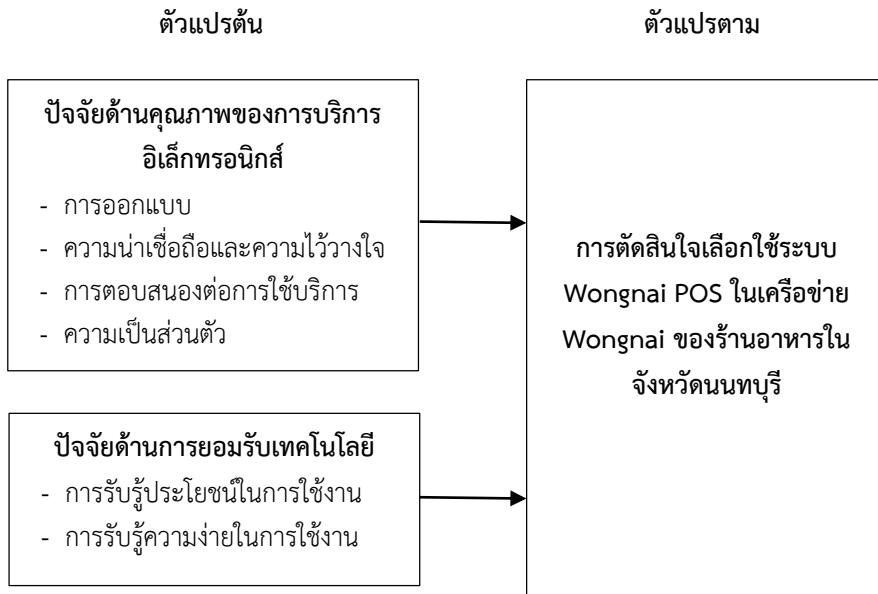 ตัวแปรต้น
ตัวแปรตาม
ปัจจัยด้านคุณภาพของการบริการ
อิเล็กทรอนิกส์
- การออกแบบ
- ความน่าเชื่อถือและความไว้วางใจ
- การตอบสนองต่อการใช้บริการ
- ความเป็นส่วนตัว
ปัจจัยด้านการยอมรับเทคโนโลยี
- การรับรู้ประโยชน์ในการใช้งาน
- การรับรู้ความง่ายในการใช้งาน
การตัดสินใจเลือกใช้ระบบ
Wongnai POS ในเครือข่าย
Wongnai ของร้านอาหารใน
จังหวัดนนทบุรี